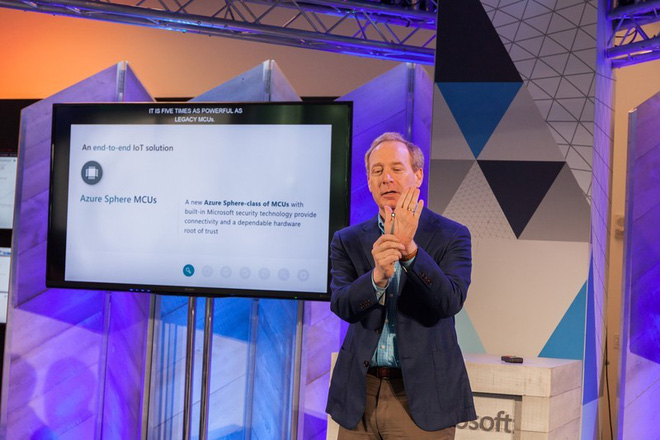 IT IS FIVE TIMES AS POWERFUL AS
LEGACY MCUs.
An end-to-end IoT solution
Azure Sphere MCUs
A new Azure Sphere-class of MCUs with
built-in Microsoft security technology provide
connectivity and a dependable hardware
root of trust
soft